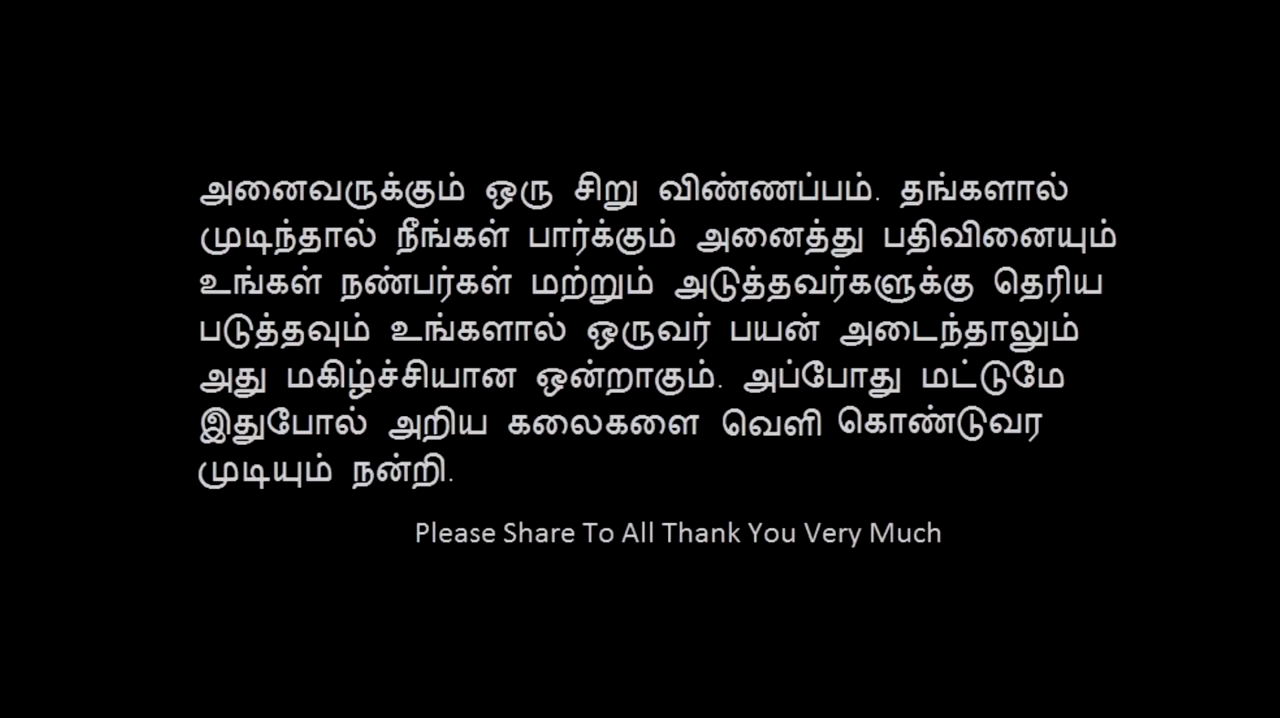 அனைவருக்கும் ஒரு சிறு விண்ணப்பம். தங்களால்
முடிந்தால் நீங்கள் பார்க்கும் அனைத்து பதிவினையும்
உங்கள் நண்பர்கள் மற்றும் அடுத்தவர்களுக்கு தெரிய
படுத்தவும் உங்களால் ஒருவர் பயன் அடைந்தாலும்
அது மகிழ்ச்சியான ஒன்றாகும். அப்போது மட்டுமே
இதுபோல் அறிய கலைகளை வெளி கொண்டுவர
முடியும் நன்றி.
Please Share To All Thank You Very Much